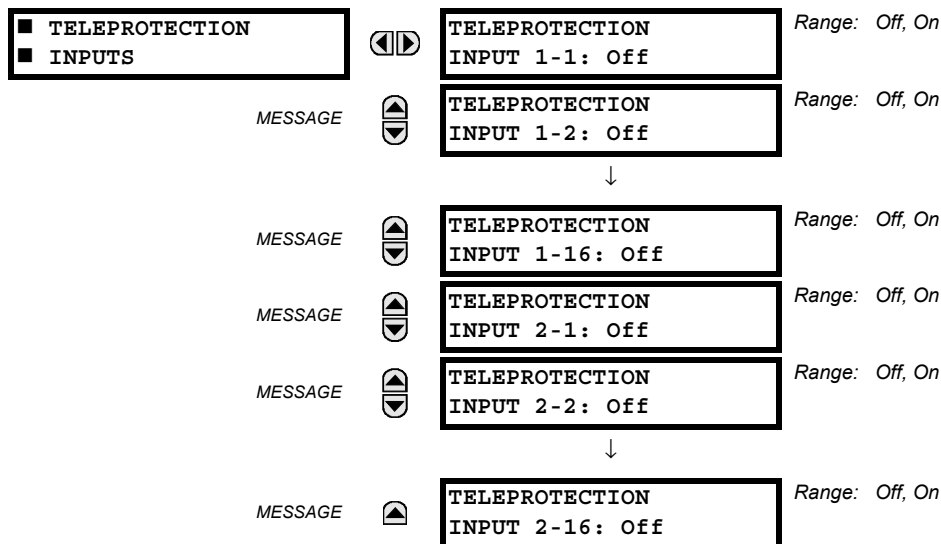 ■ TELEPROTECTION
■ INPUTS
TELEPROTECTION
INPUT 1-1: Off
Range: Off, On
MESSAGE
TELEPROTECTION
INPUT 1-2: Off
Range: Off, On
↓
MESSAGE
TELEPROTECTION
INPUT 1-16: Off
Range: Off, On
MESSAGE
TELEPROTECTION
INPUT 2-1: Off
Range: Off, On
MESSAGE
TELEPROTECTION
INPUT 2-2: Off
Range: Off, On
↓
MESSAGE
TELEPROTECTION
INPUT 2-16: Off
Range: Off, On